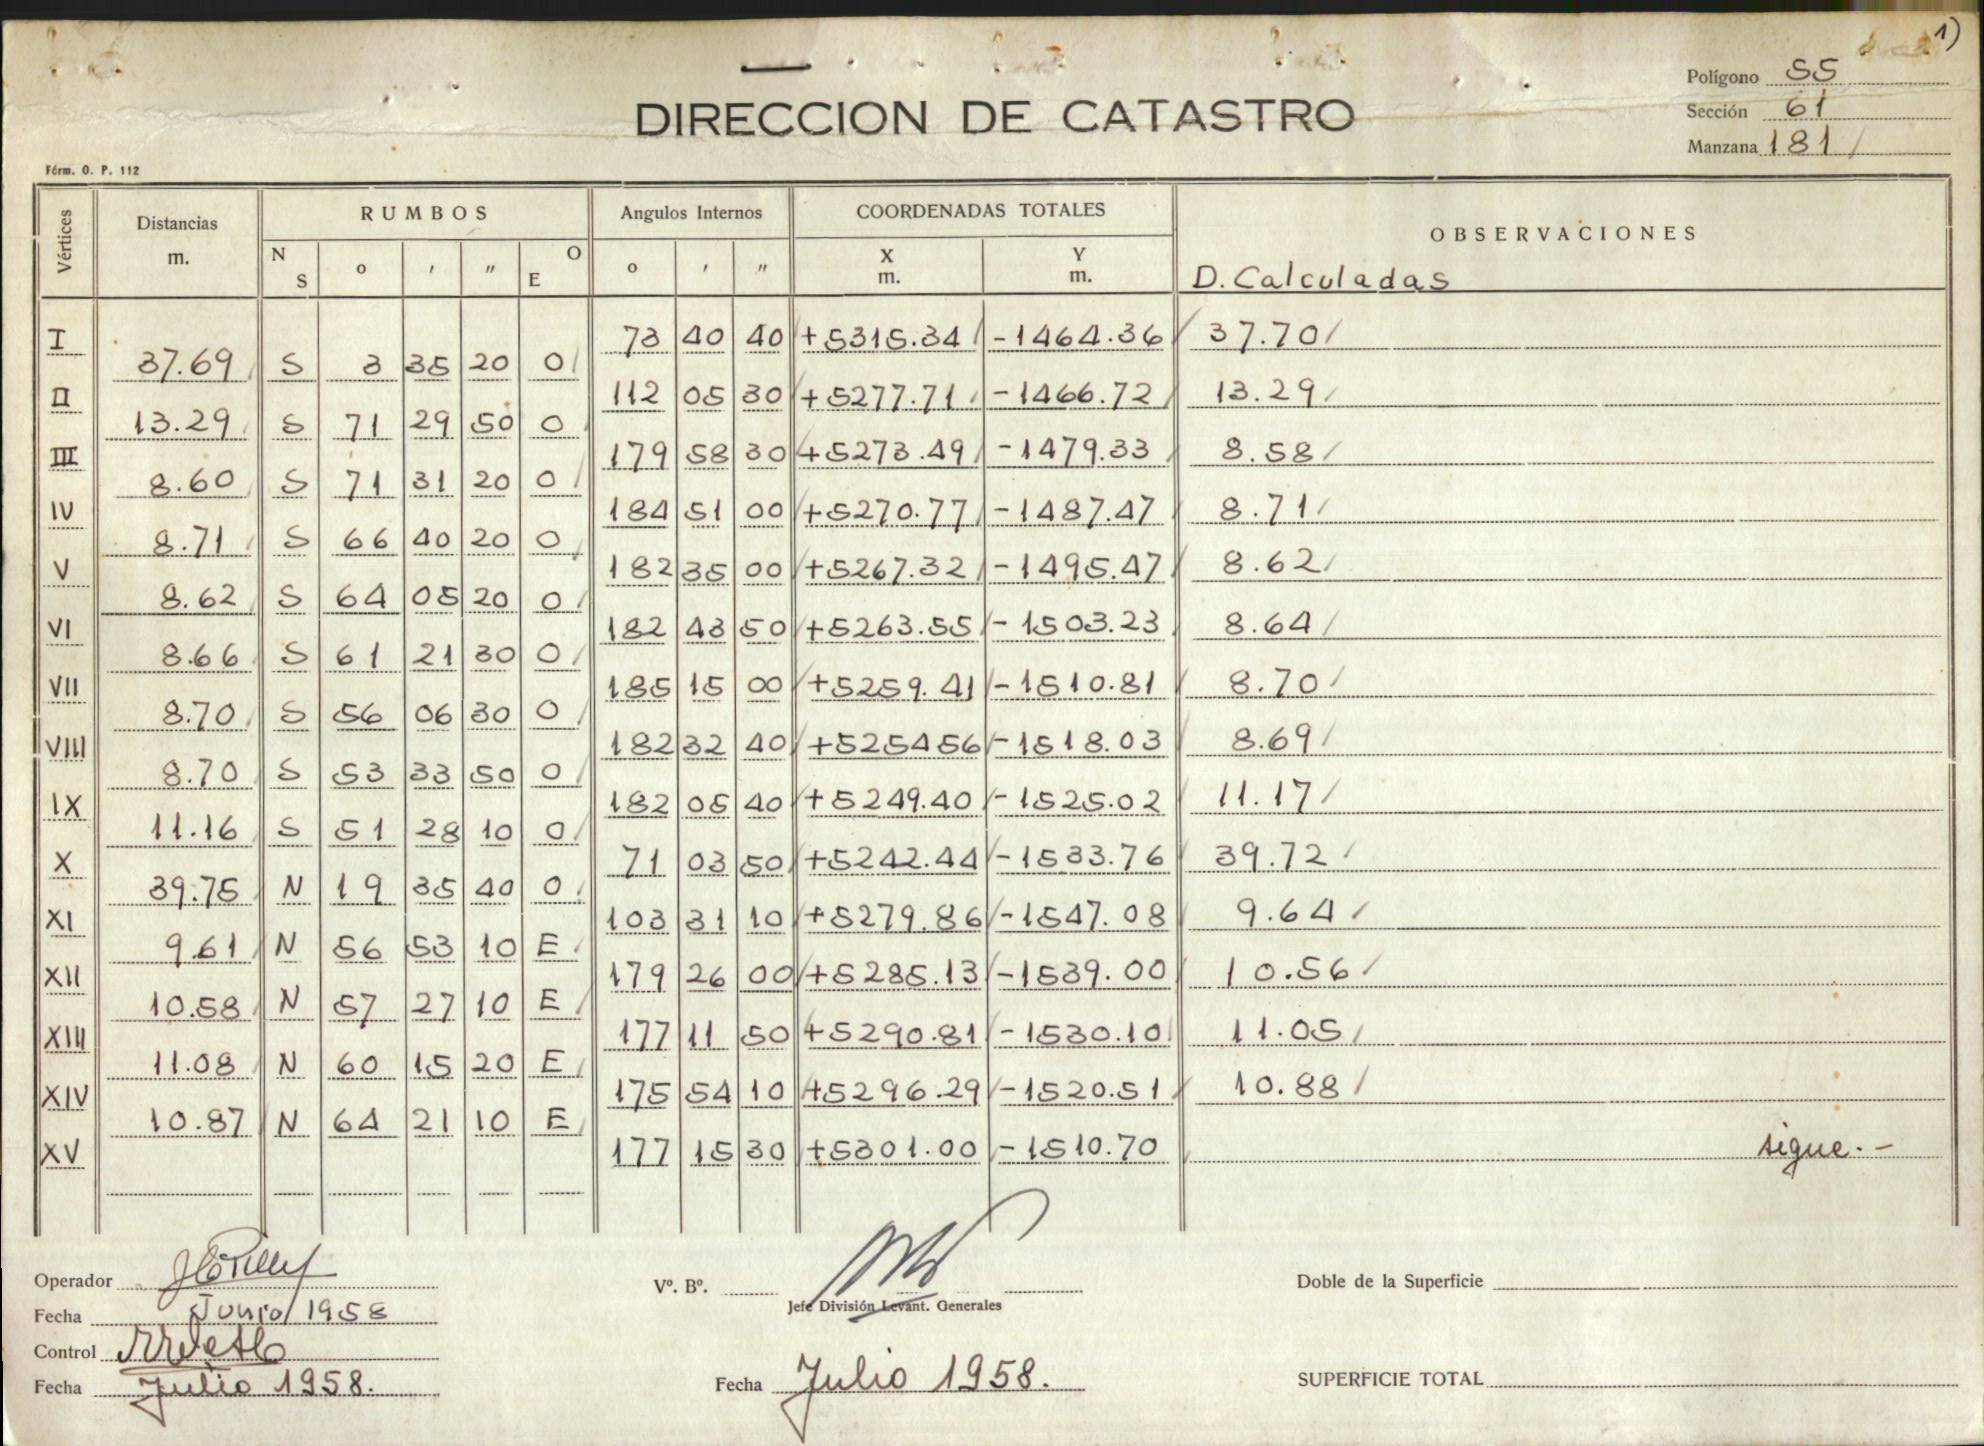 1)
Polígono 55
Sección 61
Manzana 181
DIRECCION DE CATASTRO
Fórm. O. P. 112
Vértices Distancias m. RUMBOS Angulos Internos COORDENADAS TOTALES OBSERVACIONES
N S o ' " E O o ' " X m. Y m. D. Calculadas
I 73 40 40 +5315.34 -1464.36 37.70
37.69 S 3 35 20 O
II 112 05 30 +5277.71 -1466.72 13.29
13.29 S 71 29 50 O
III 179 58 30 +5273.49 -1479.33 8.58
8.60 S 71 31 20 O
IV 184 51 00 +5270.77 -1487.47 8.71
8.71 S 66 40 20 O
V 182 35 00 +5267.32 -1495.47 8.62
8.62 S 64 05 20 O
VI 182 43 50 +5263.55 -1503.23 8.64
8.66 S 61 21 30 O
VII 185 15 00 +5259.41 -1510.81 8.70
8.70 S 56 06 30 O
VIII 182 32 40 +525456 -1518.03 8.69
8.70 S 53 33 50 O
IX 182 05 40 +5249.40 -1525.02 11.17
11.16 S 51 28 10 O
X 71 03 50 +5242.44 -1533.76 39.72
39.75 N 19 35 40 O
XI 103 31 10 +5279.86 -1547.08 9.64
9.61 N 56 53 10 E
XII 179 26 00 +5285.13 -1539.00 10.56
10.58 N 57 27 10 E
XIII 177 11 50 +5290.81 -1530.10 11.05
11.08 N 60 15 20 E
XIV 175 54 10 +5296.29 -1520.51 10.88
10.87 N 64 21 10 E
XV 177 15 30 +5301.00 -1510.70 sigue.-
Operador
Vº. Bº.
Doble de la Superficie
Jefe División Levant. Generales
Fecha Junio/1958
Control
Fecha Julio 1958.
Fecha Julio 1958.
SUPERFICIE TOTAL